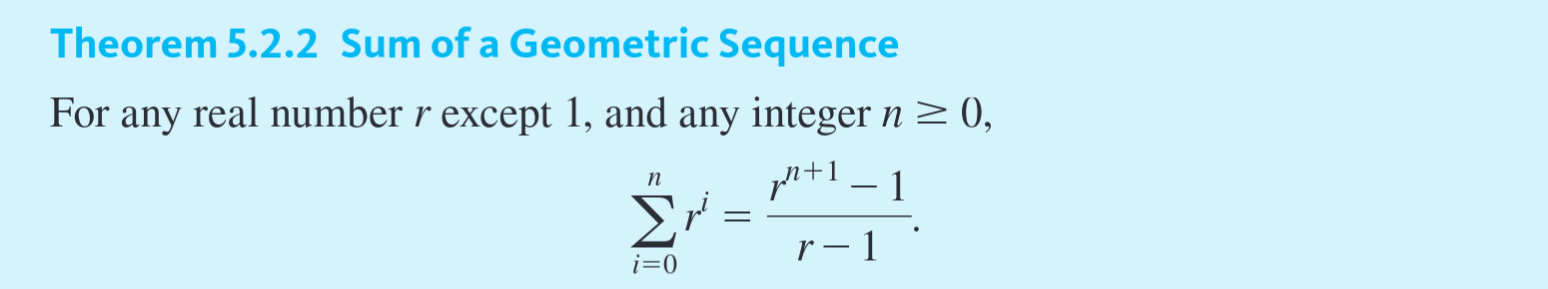 Theorem 5.2.2 Sum of a Geometric Sequence
For any real number r except 1, and any integer n ≥ 0,
$$\sum_{i=0}^{n} r^i = \frac{r^{n+1} - 1}{r - 1}.$$